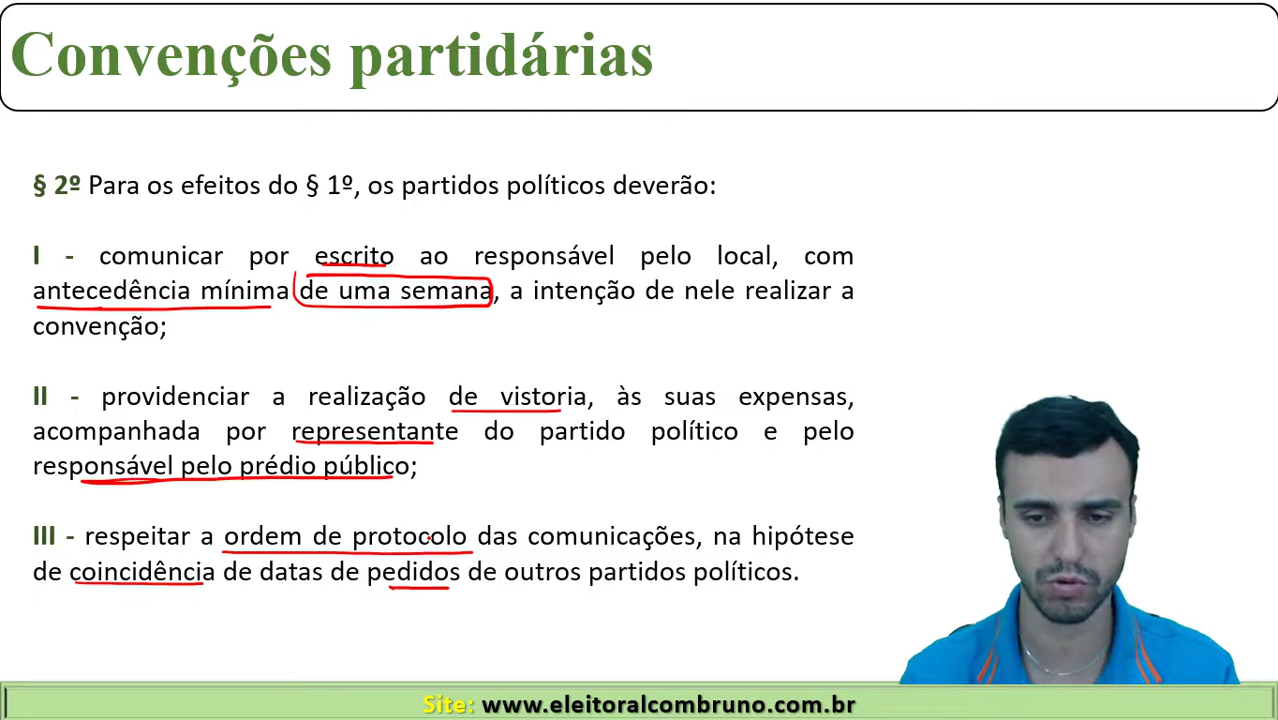 Convenções partidárias
§ 2º Para os efeitos do § 1º, os partidos políticos deverão:
I - comunicar por escrito ao responsável pelo local, com
antecedência mínima de uma semana, a intenção de nele realizar a
convenção;
II - providenciar a realização de vistoria, às suas expensas,
acompanhada por representante do partido político e pelo
responsável pelo prédio público;
III - respeitar a ordem de protocolo das comunicações, na hipótese
de coincidência de datas de pedidos de outros partidos políticos.
Site: www.eleitoralcombruno.com.br